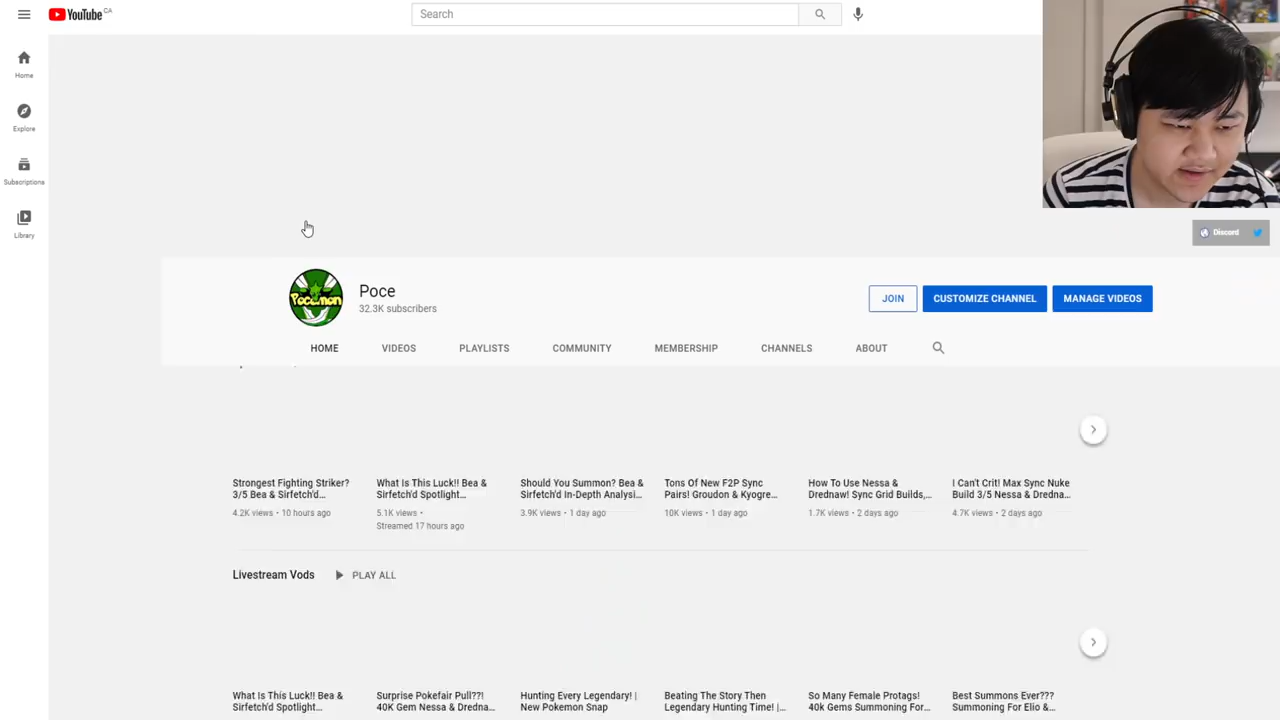 YouTube CA
Search
Home
Explore
Subscriptions
Library
Discord
Pocemon
Poce
32.3K subscribers
JOIN
CUSTOMIZE CHANNEL
MANAGE VIDEOS
HOME
VIDEOS
PLAYLISTS
COMMUNITY
MEMBERSHIP
CHANNELS
ABOUT
Strongest Fighting Striker?
3/5 Bea & Sirfetch'd...
4.2K views • 10 hours ago
What Is This Luck!! Bea &
Sirfetch'd Spotlight...
5.1K views •
Streamed 17 hours ago
Should You Summon? Bea &
Sirfetch'd In-Depth Analysi...
3.9K views • 1 day ago
Tons Of New F2P Sync
Pairs! Groudon & Kyogre...
10K views • 1 day ago
How To Use Nessa &
Drednaw! Sync Grid Builds,...
1.7K views • 2 days ago
I Can't Crit! Max Sync Nuke
Build 3/5 Nessa & Dredna...
4.7K views • 2 days ago
Livestream Vods
PLAY ALL
What Is This Luck!! Bea &
Sirfetch'd Spotlight...
Surprise Pokefair Pull??!
40K Gem Nessa & Dredna...
Hunting Every Legendary! |
New Pokemon Snap
Beating The Story Then
Legendary Hunting Time! |...
So Many Female Protags!
40k Gems Summoning For...
Best Summons Ever???
Summoning For Elio &...